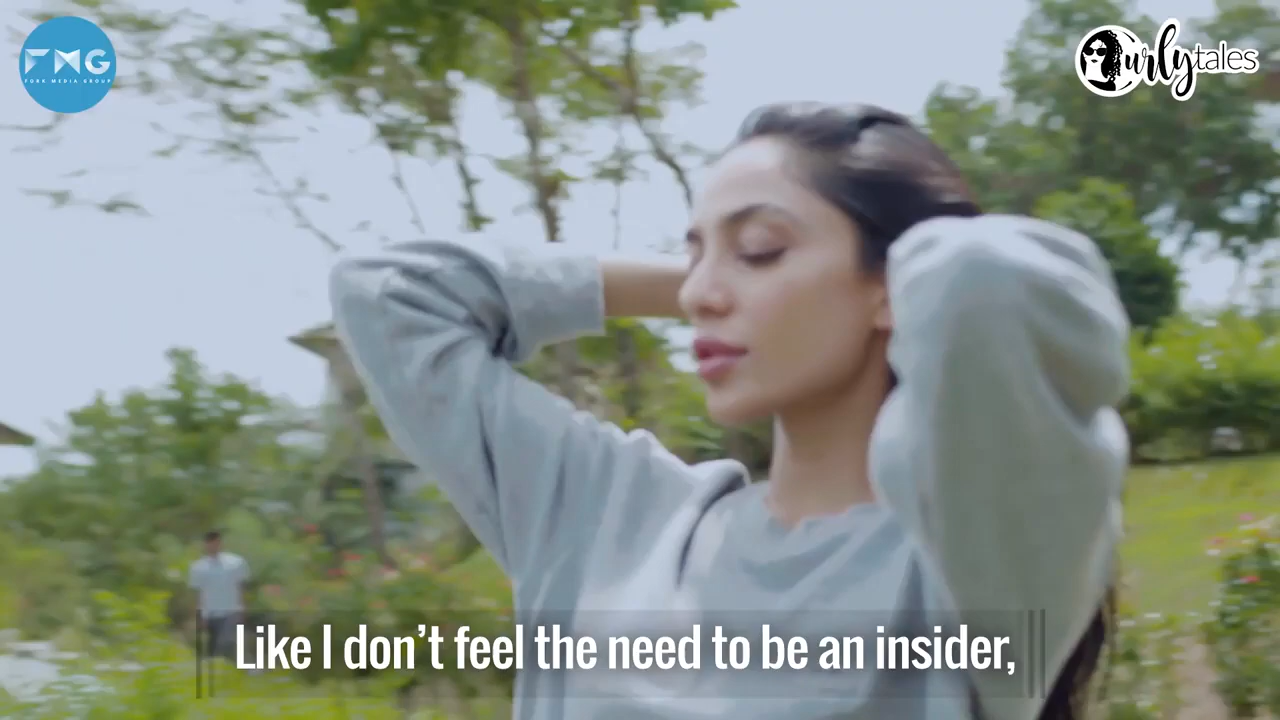 FMG
FORK MEDIA GROUP
Curlytales
Like I don’t feel the need to be an insider,